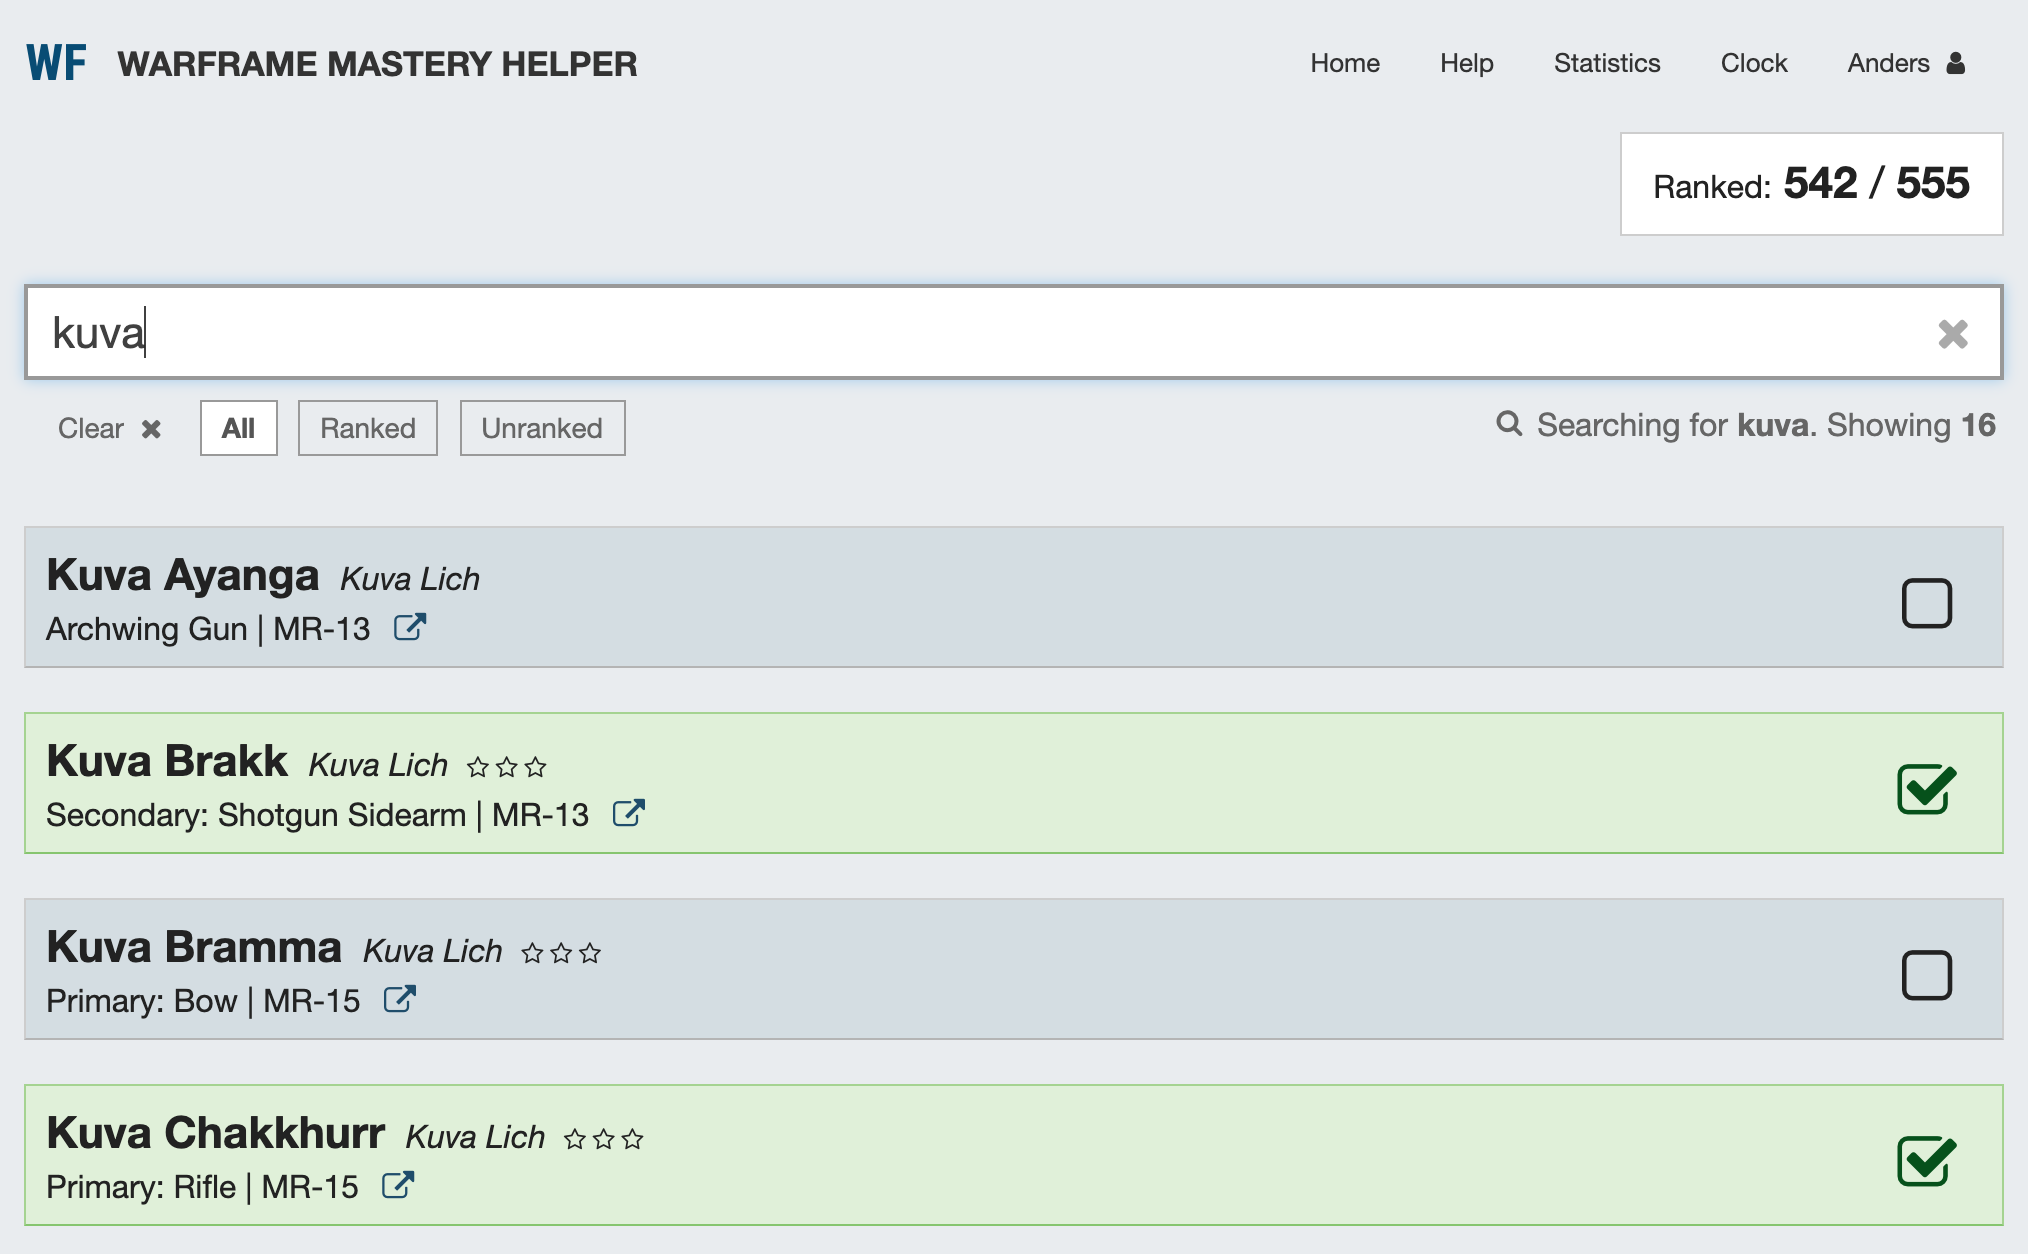 WF WARFRAME MASTERY HELPER Home Help Statistics Clock Anders
Ranked: 542 / 555
kuva
Clear All Ranked Unranked Searching for kuva. Showing 16
Kuva Ayanga Kuva Lich
Archwing Gun | MR-13
Kuva Brakk Kuva Lich
Secondary: Shotgun Sidearm | MR-13
Kuva Bramma Kuva Lich
Primary: Bow | MR-15
Kuva Chakkhurr Kuva Lich
Primary: Rifle | MR-15